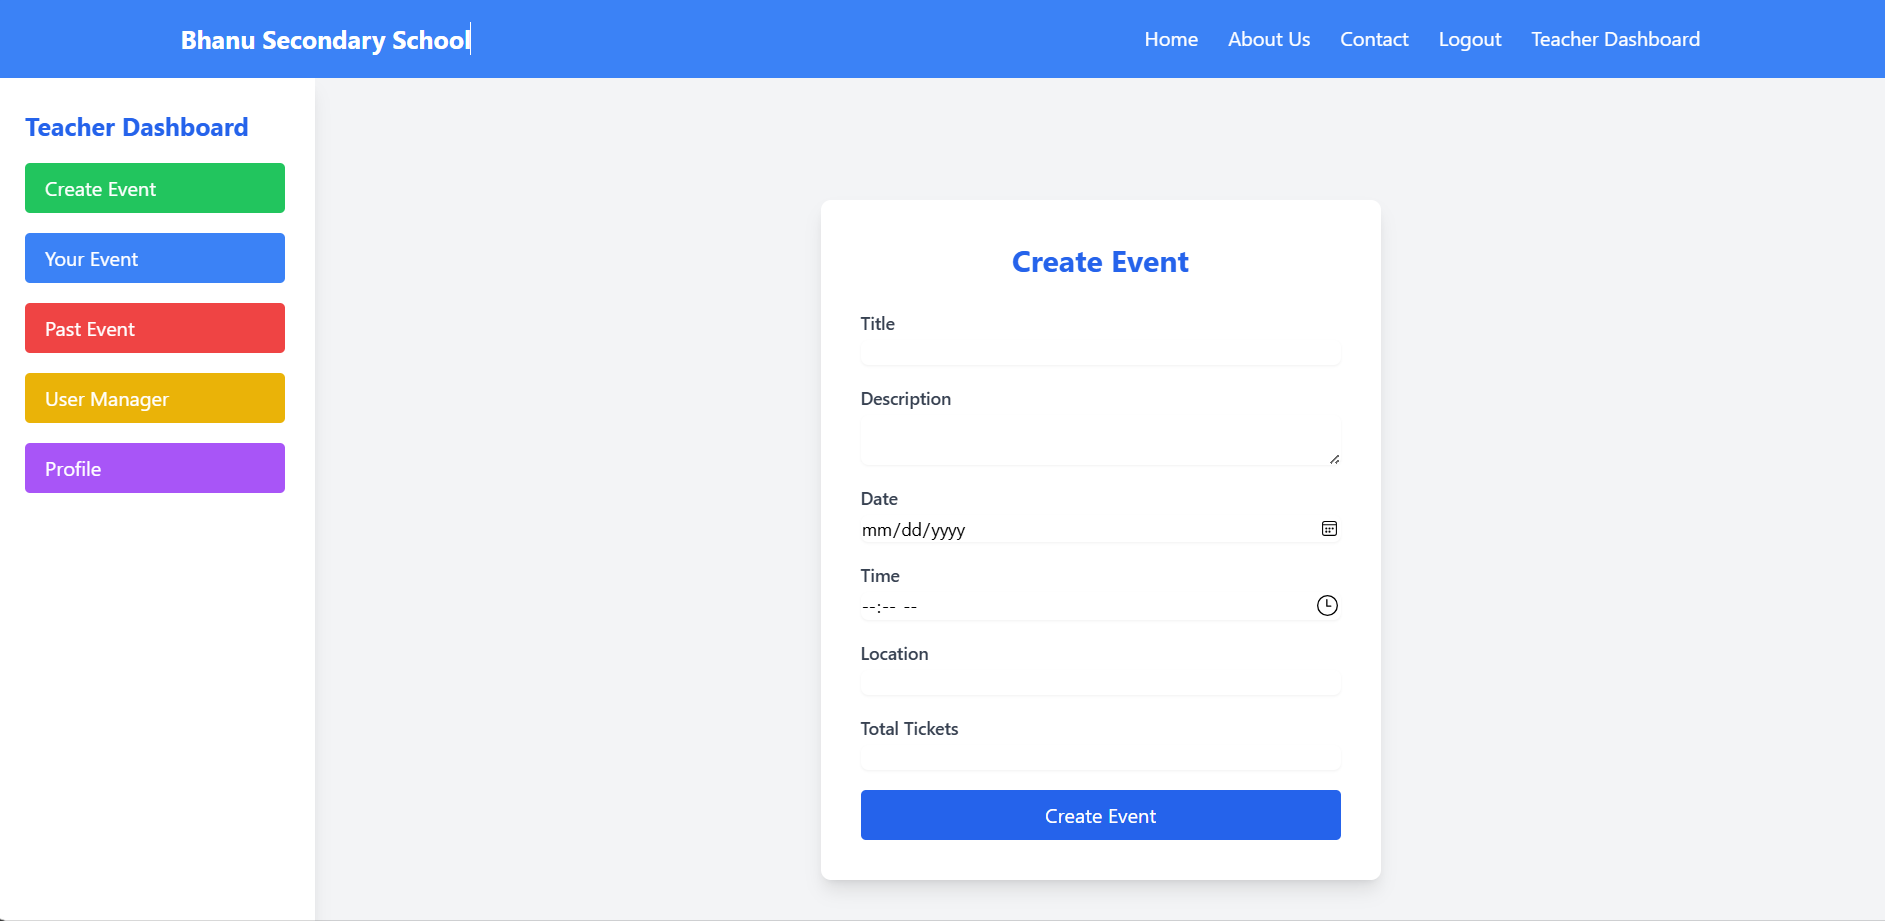 Bhanu Secondary School
Home About Us Contact Logout Teacher Dashboard
Teacher Dashboard
Create Event
Your Event
Past Event
User Manager
Profile
Create Event
Title
Description
Date
mm/dd/yyyy
Time
--:-- --
Location
Total Tickets
Create Event